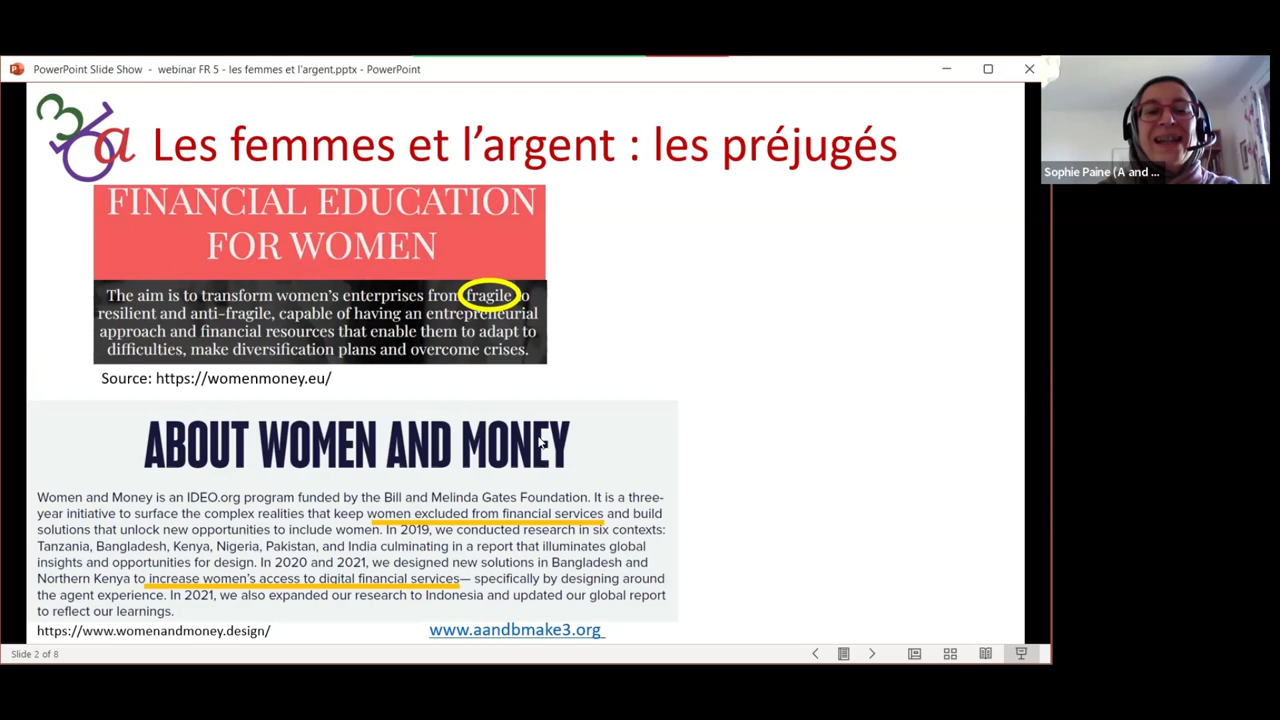 PowerPoint Slide Show - webinar FR 5 - les femmes et l'argent.pptx - PowerPoint
36 a
Les femmes et l’argent : les préjugés
Sophie Paine (A and ...
FINANCIAL EDUCATION
FOR WOMEN
The aim is to transform women’s enterprises from fragile to
resilient and anti-fragile, capable of having an entrepreneurial
approach and financial resources that enable them to adapt to
difficulties, make diversification plans and overcome crises.
Source: https://womenmoney.eu/
ABOUT WOMEN AND MONEY
Women and Money is an IDEO.org program funded by the Bill and Melinda Gates Foundation. It is a three-
year initiative to surface the complex realities that keep women excluded from financial services and build
solutions that unlock new opportunities to include women. In 2019, we conducted research in six contexts:
Tanzania, Bangladesh, Kenya, Nigeria, Pakistan, and India culminating in a report that illuminates global
insights and opportunities for design. In 2020 and 2021, we designed new solutions in Bangladesh and
Northern Kenya to increase women’s access to digital financial services— specifically by designing around
the agent experience. In 2021, we also expanded our research to Indonesia and updated our global report
to reflect our learnings.
https://www.womenandmoney.design/
www.aandbmake3.org
Slide 2 of 8